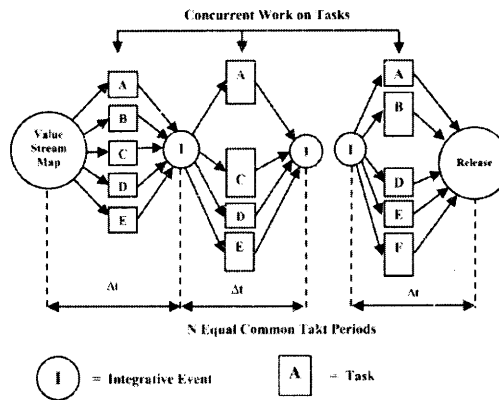 Concurrent Work on Tasks
Value
Stream
Map
A
B
C
D
E
I
A
C
D
E
I
I
A
B
D
E
F
Release
Δt
Δt
Δt
N Equal Common Takt Periods
I = Integrative Event
A = Task